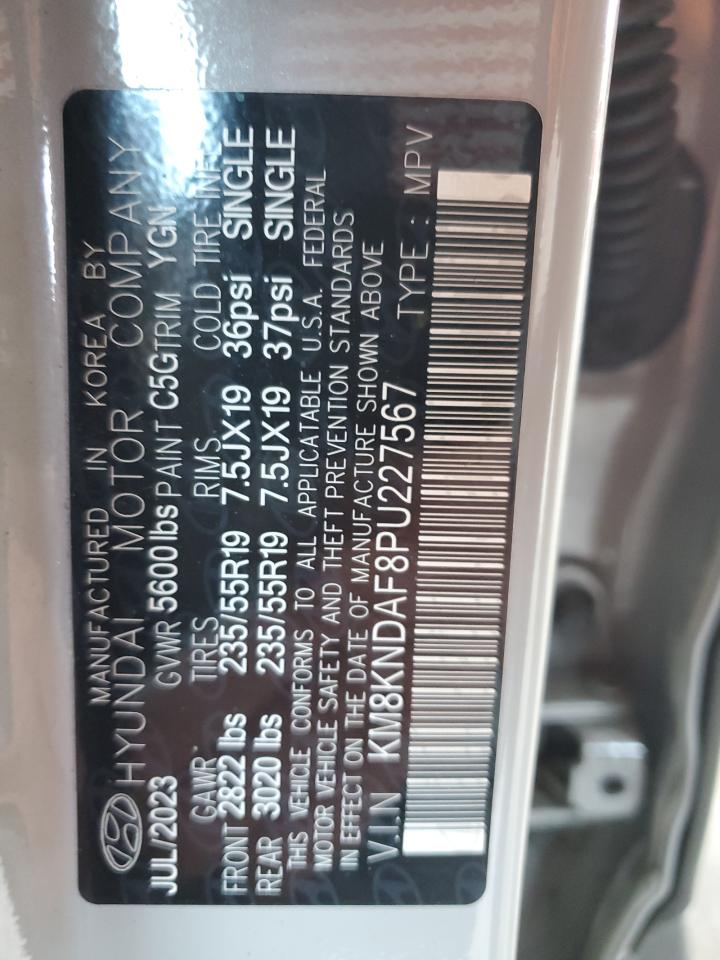 MANUFACTURED IN KOREA BY
HYUNDAI MOTOR COMPANY
JUL/2023 GVWR 5600lbs PAINT C5G TRIM YGN
GAWR TIRES RIMS COLD TIRE INF
FRONT 2822 lbs 235/55R19 7.5JX19 36psi SINGLE
REAR 3020 lbs 235/55R19 7.5JX19 37psi SINGLE
THIS VEHICLE CONFORMS TO ALL APPLICATABLE U.S.A. FEDERAL
MOTOR VEHICLE SAFETY AND THEFT PREVENTION STANDARDS
IN EFFECT ON THE DATE OF MANUFACTURE SHOWN ABOVE
V.I.N KM8KNDAF8PU227567 TYPE : MPV